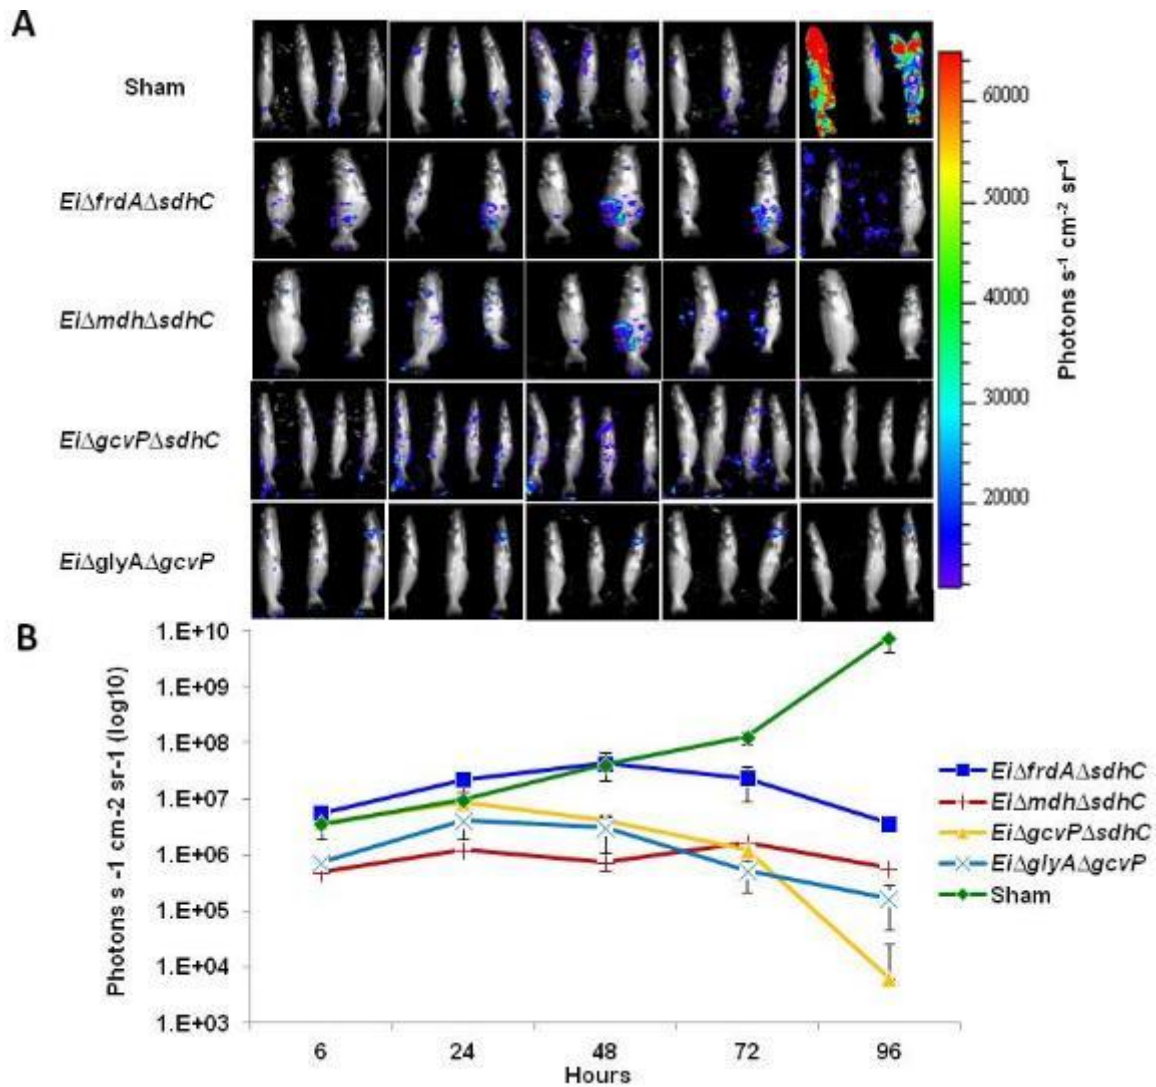 A
Sham
EiΔfrdAΔsdhC
EiΔmdhΔsdhC
EiΔgcvPΔsdhC
EiΔglyAΔgcvP
60000
50000
40000
30000
20000
Photons s-1 cm-2 sr-1
B
1.E+10
1.E+09
1.E+08
1.E+07
1.E+06
1.E+05
1.E+04
1.E+03
Photons s -1 cm-2 sr-1 (log10)
6 24 48 72 96
Hours
EiΔfrdAΔsdhC
EiΔmdhΔsdhC
EiΔgcvPΔsdhC
EiΔglyAΔgcvP
Sham